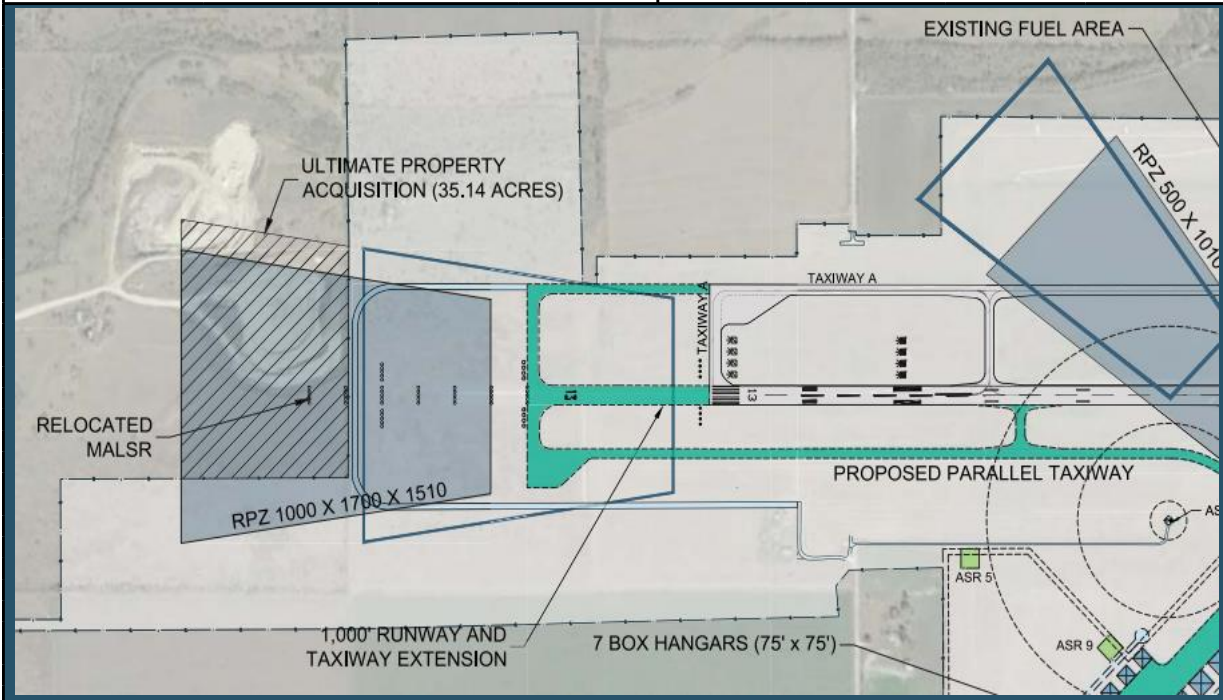 EXISTING FUEL AREA
ULTIMATE PROPERTY
ACQUISITION (35.14 ACRES)
RPZ 500 X 1010
TAXIWAY A
TAXIWAY A
13
13
RELOCATED
MALSR
RPZ 1000 X 1700 X 1510
PROPOSED PARALLEL TAXIWAY
AS
ASR 5
1,000' RUNWAY AND
TAXIWAY EXTENSION
7 BOX HANGARS (75' x 75')
ASR 9